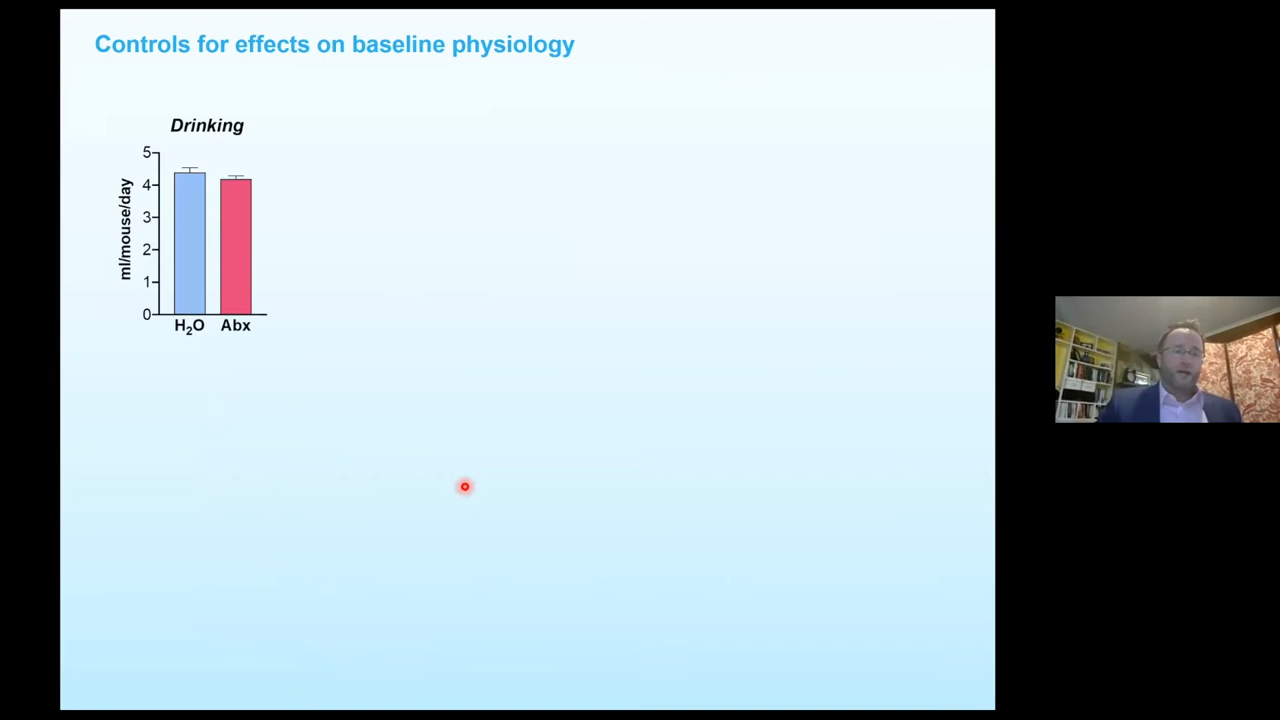 Controls for effects on baseline physiology
Drinking
ml/mouse/day
5
4
3
2
1
0
H₂O Abx